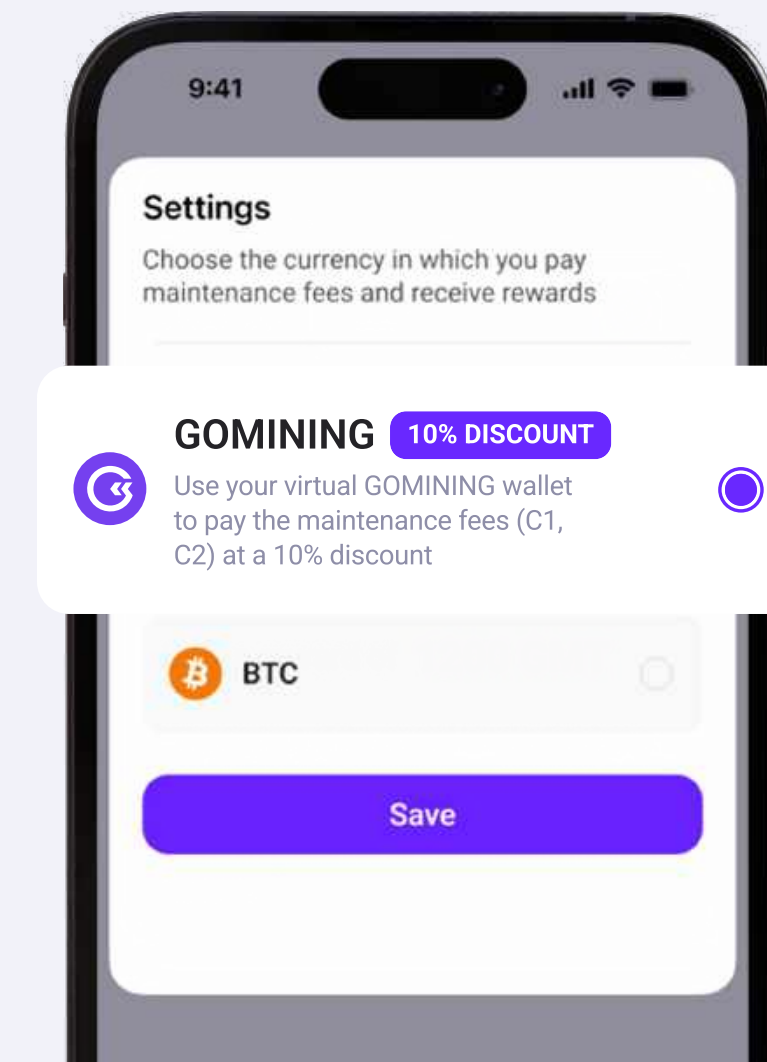 9:41
Settings
Choose the currency in which you pay
maintenance fees and receive rewards
GOMINING 10% DISCOUNT
Use your virtual GOMINING wallet
to pay the maintenance fees (C1,
C2) at a 10% discount
BTC
Save